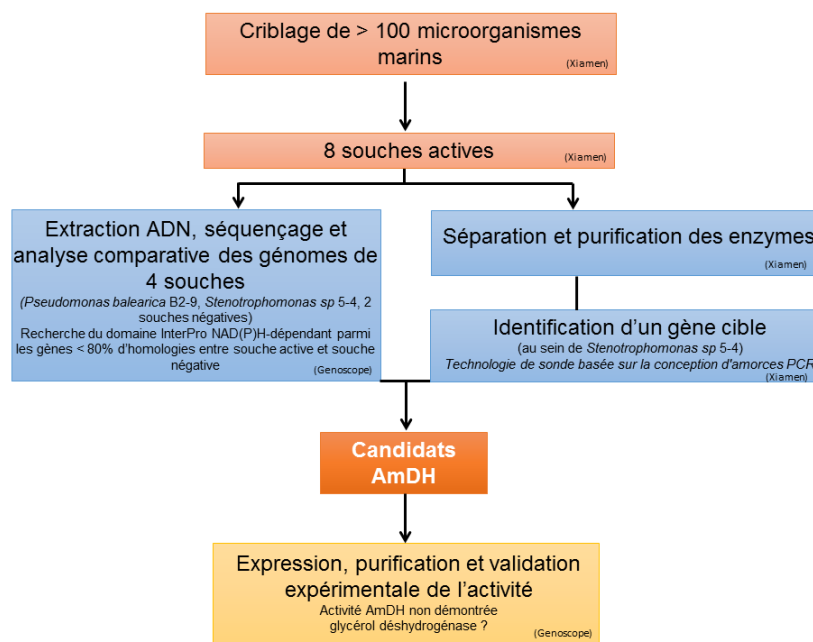 Criblage de > 100 microorganismes
marins
(Xiamen)
8 souches actives
(Xiamen)
Extraction ADN, séquençage et
analyse comparative des génomes de
4 souches
(Pseudomonas balearica B2-9, Stenotrophomonas sp 5-4, 2
souches négatives)
Recherche du domaine InterPro NAD(P)H-dépendant parmi
les gènes < 80% d'homologies entre souche active et souche
négative
(Genoscope)
Séparation et purification des enzymes
(Xiamen)
Identification d'un gène cible
(au sein de Stenotrophomonas sp 5-4)
Technologie de sonde basée sur la conception d'amorces PCR
(Xiamen)
Candidats
AmDH
Expression, purification et validation
expérimentale de l'activité
Activité AmDH non démontrée
glycérol déshydrogénase ?
(Genoscope)